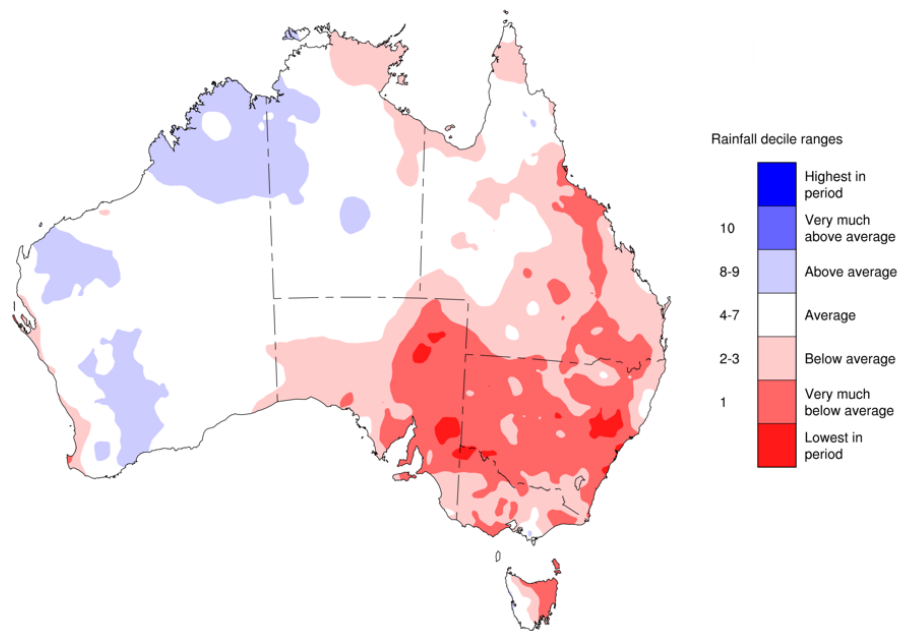 Rainfall decile ranges
Highest in
period
10
Very much
above average
8-9
Above average
4-7
Average
2-3
Below average
1
Very much
below average
Lowest in
period